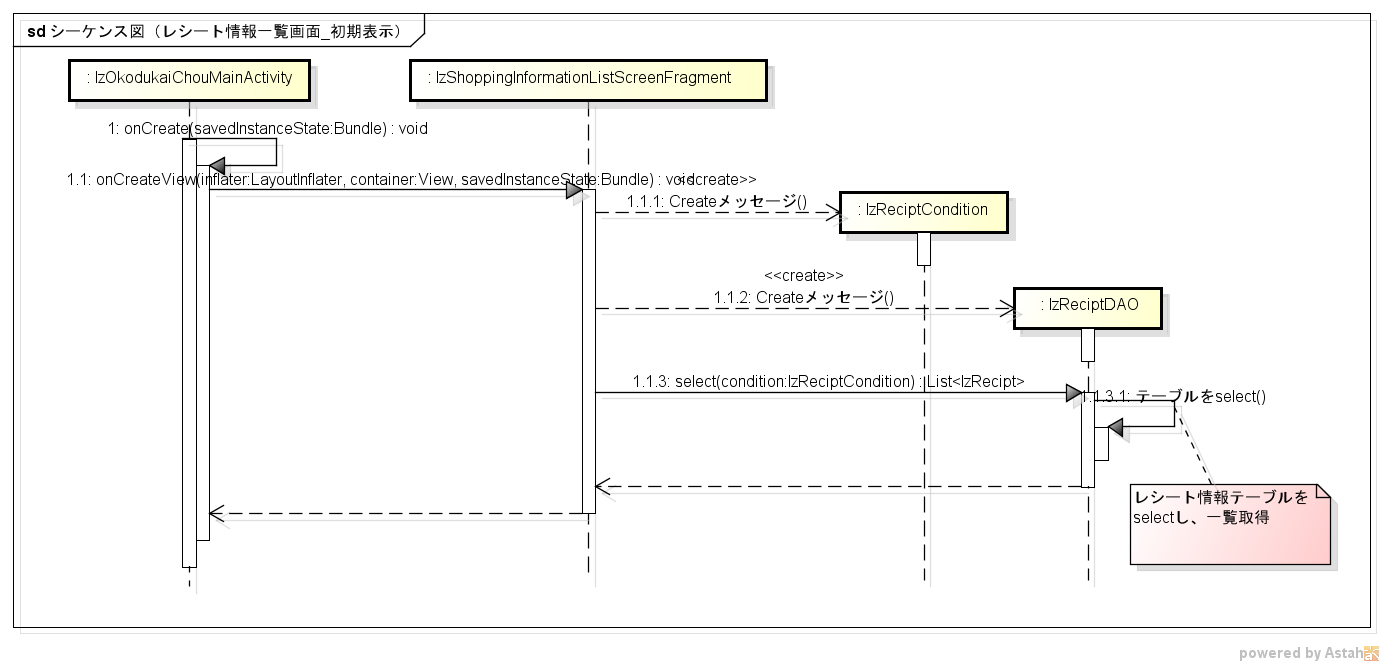 sd シーケンス図（レシート情報一覧画面_初期表示）
: IzOkodukaiChouMainActivity
: IzShoppingInformationListScreenFragment
1: onCreate(savedInstanceState:Bundle) : void
1.1: onCreateView(inflater:LayoutInflater, container:View, savedInstanceState:Bundle) : void
<<create>>
1.1.1: Createメッセージ()
: IzReciptCondition
<<create>>
1.1.2: Createメッセージ()
: IzReciptDAO
1.1.3: select(condition:IzReciptCondition) : List<IzRecipt>
1.1.3.1: テーブルをselect()
レシート情報テーブルを
selectし、一覧取得
powered by Astah